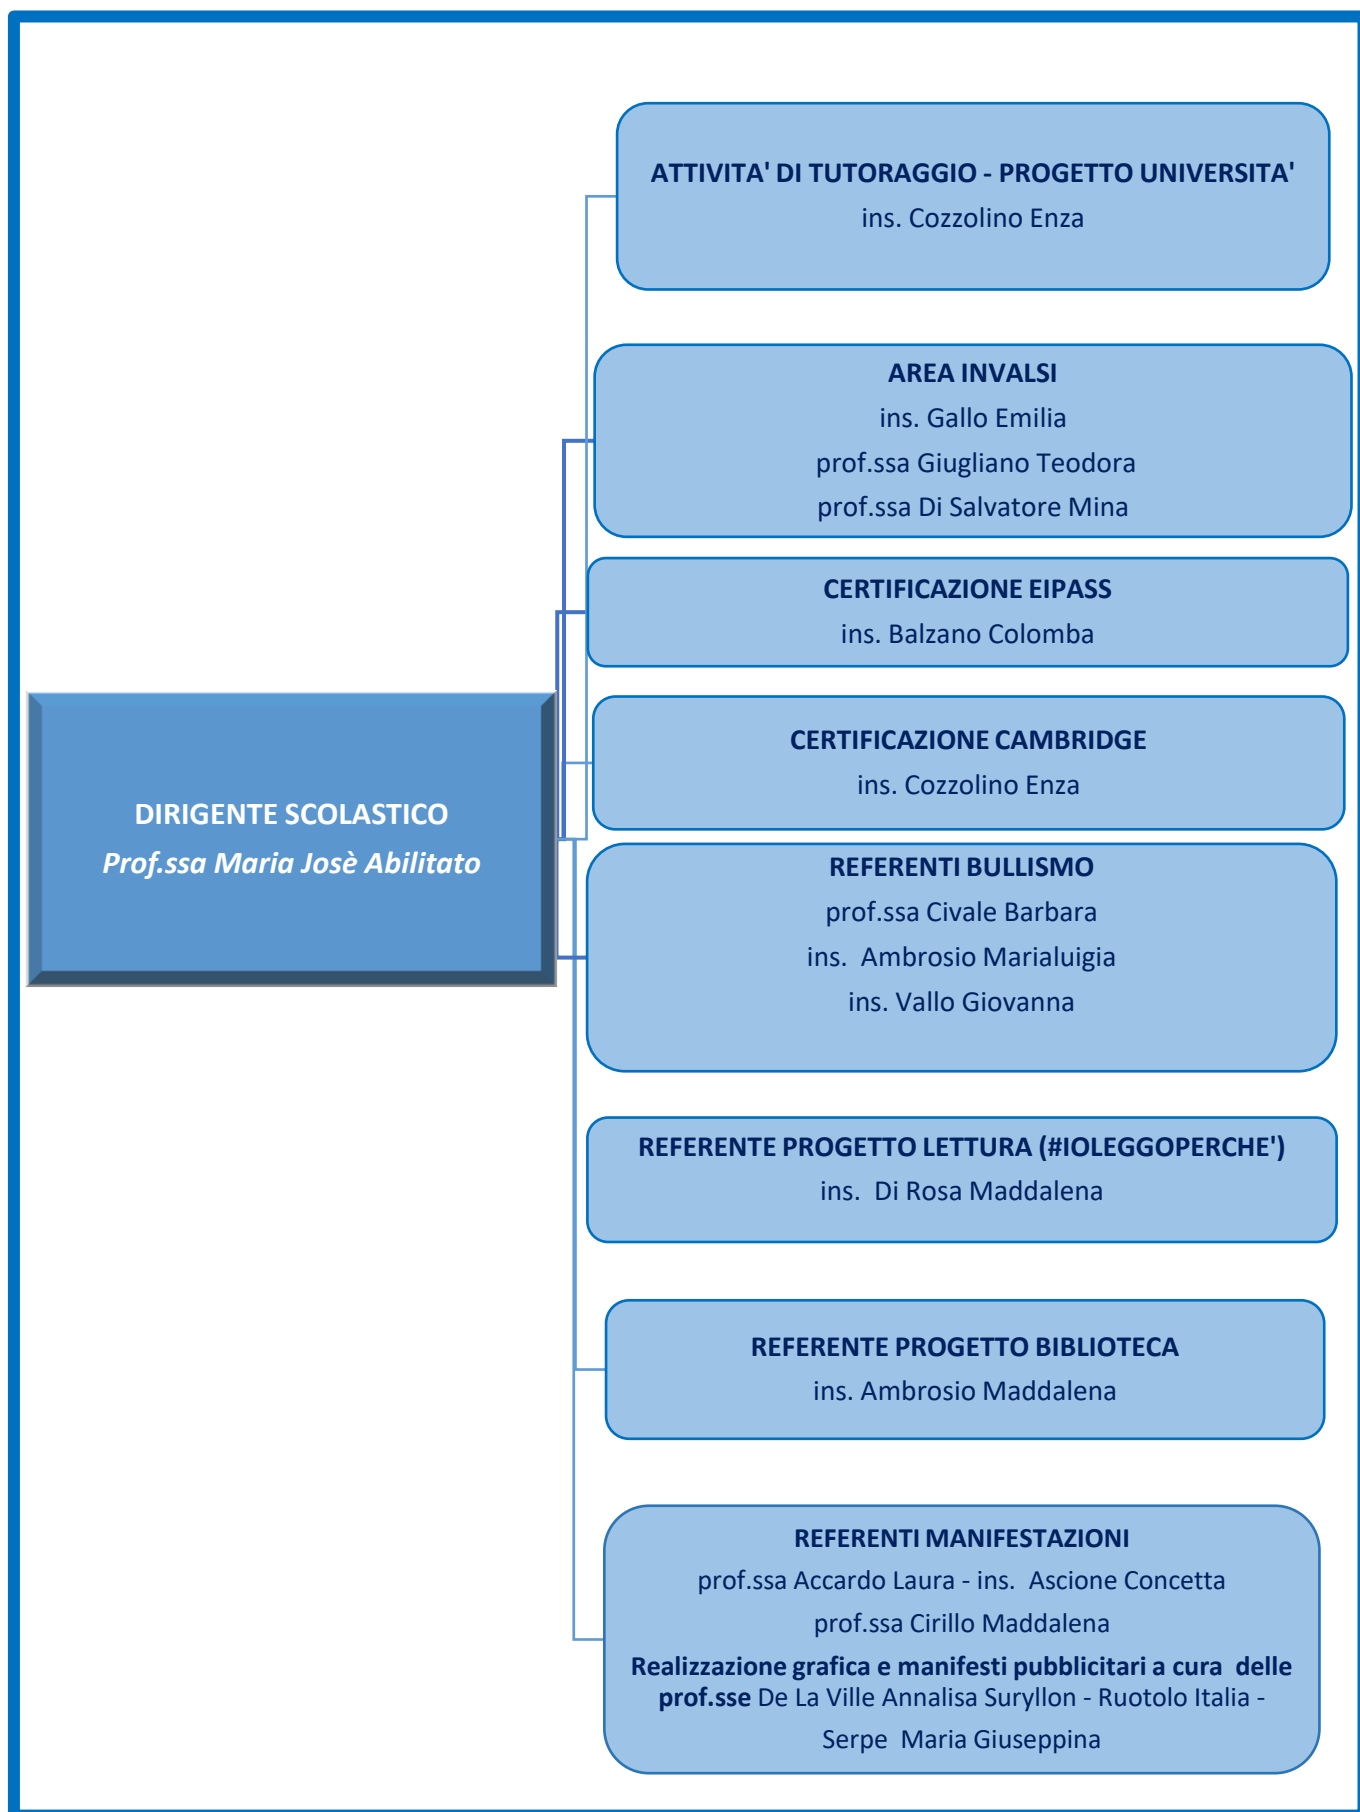 ATTIVITA' DI TUTORAGGIO - PROGETTO UNIVERSITA'
ins. Cozzolino Enza
AREA INVALSI
ins. Gallo Emilia
prof.ssa Giugliano Teodora
prof.ssa Di Salvatore Mina
CERTIFICAZIONE EIPASS
ins. Balzano Colomba
DIRIGENTE SCOLASTICO
Prof.ssa Maria Josè Abilitato
CERTIFICAZIONE CAMBRIDGE
ins. Cozzolino Enza
REFERENTI BULLISMO
prof.ssa Civale Barbara
ins. Ambrosio Marialuigia
ins. Vallo Giovanna
REFERENTE PROGETTO LETTURA (#IOLEGGOPERCHE')
ins. Di Rosa Maddalena
REFERENTE PROGETTO BIBLIOTECA
ins. Ambrosio Maddalena
REFERENTI MANIFESTAZIONI
prof.ssa Accardo Laura - ins. Ascione Concetta
prof.ssa Cirillo Maddalena
Realizzazione grafica e manifesti pubblicitari a cura delle
prof.sse De La Ville Annalisa Suryllon - Ruotolo Italia -
Serpe Maria Giuseppina